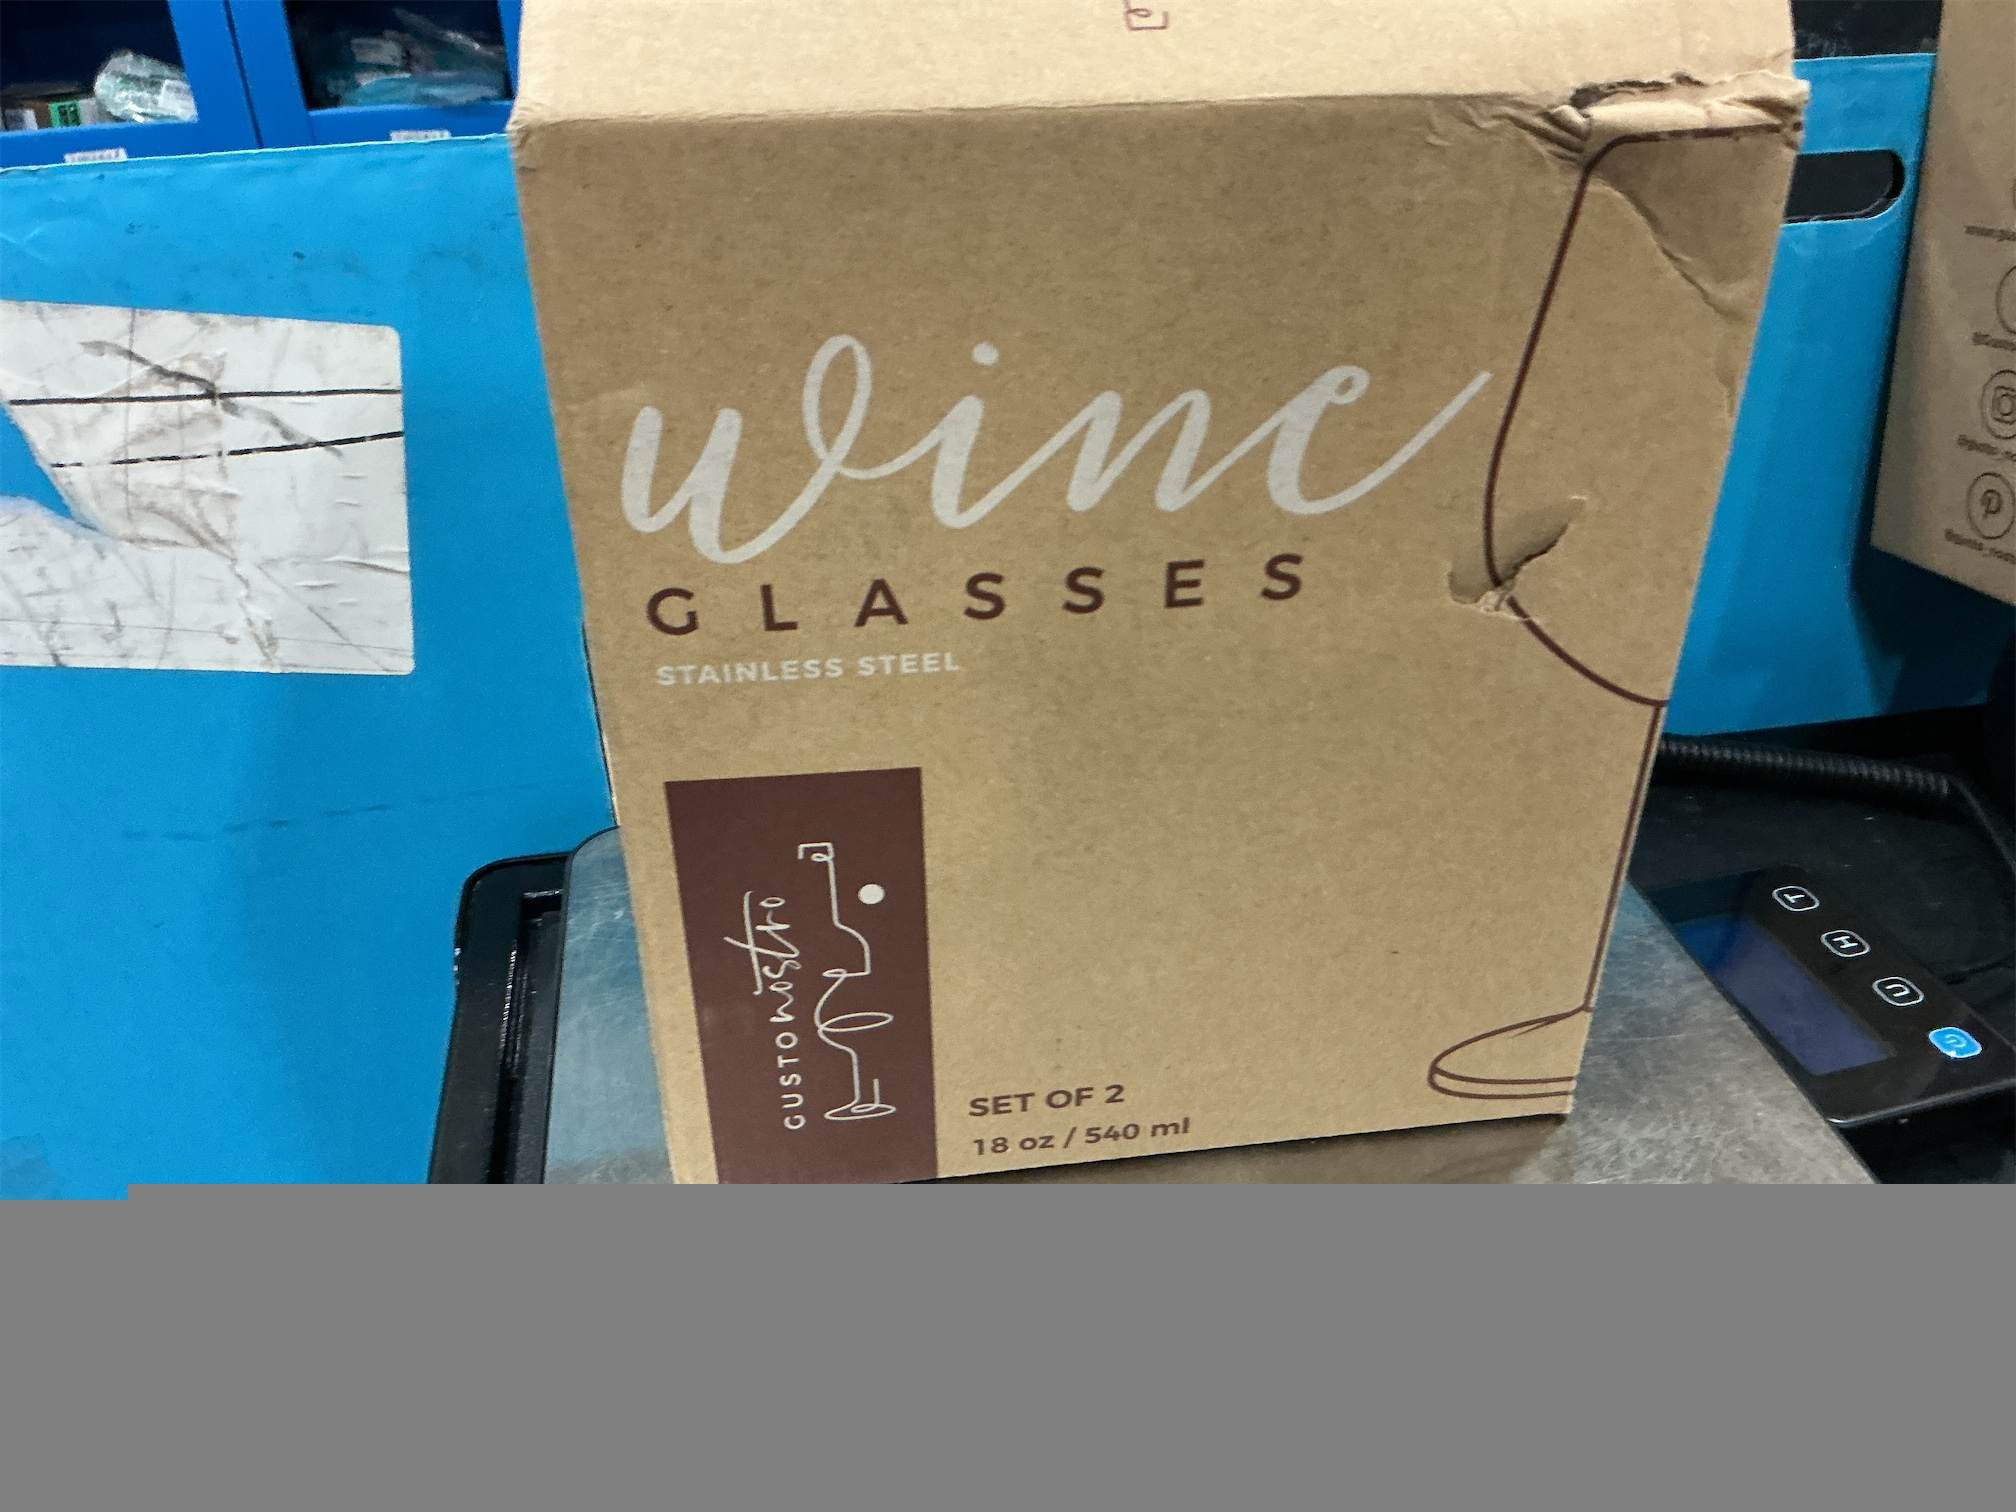 wine
GLASSES
STAINLESS STEEL
GUSTO nostro
SET OF 2
18 oz / 540 ml
T
H
U